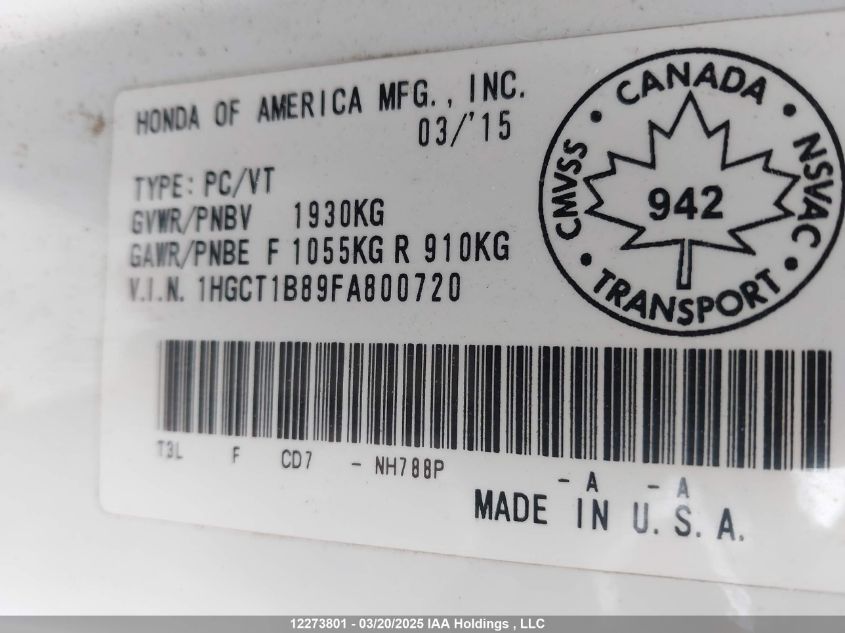 HONDA OF AMERICA MFG., INC.
03/'15
TYPE: PC/VT
GVWR/PNBV 1930KG
GAWR/PNBE F 1055KG R 910KG
V.I.N. 1HGCT1B89FA800720
CANADA
CMVSS • • NSVAC
942
• TRANSPORT •
T3L F CD7 - NH788P - A - A
MADE IN U.S.A.
12273801 - 03/20/2025 IAA Holdings , LLC